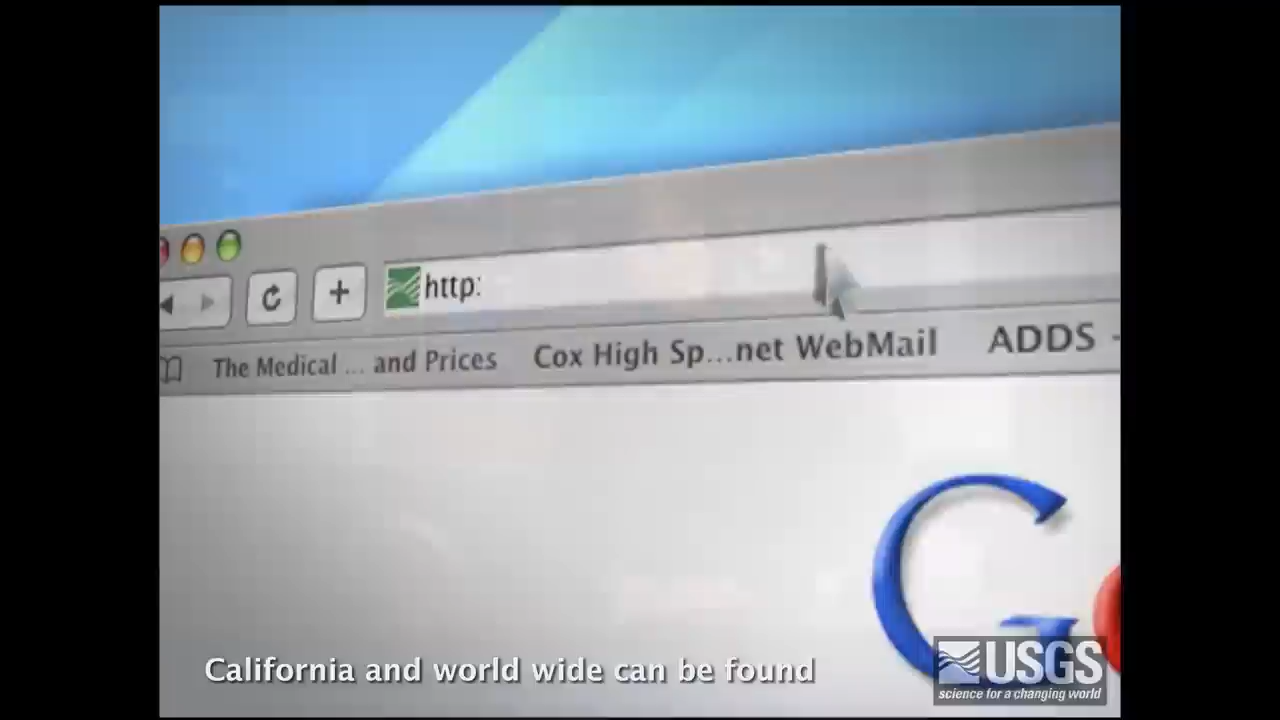 http:
The Medical ... and Prices
Cox High Sp...net WebMail
ADDS -
G
California and world wide can be found
USGS
science for a changing world